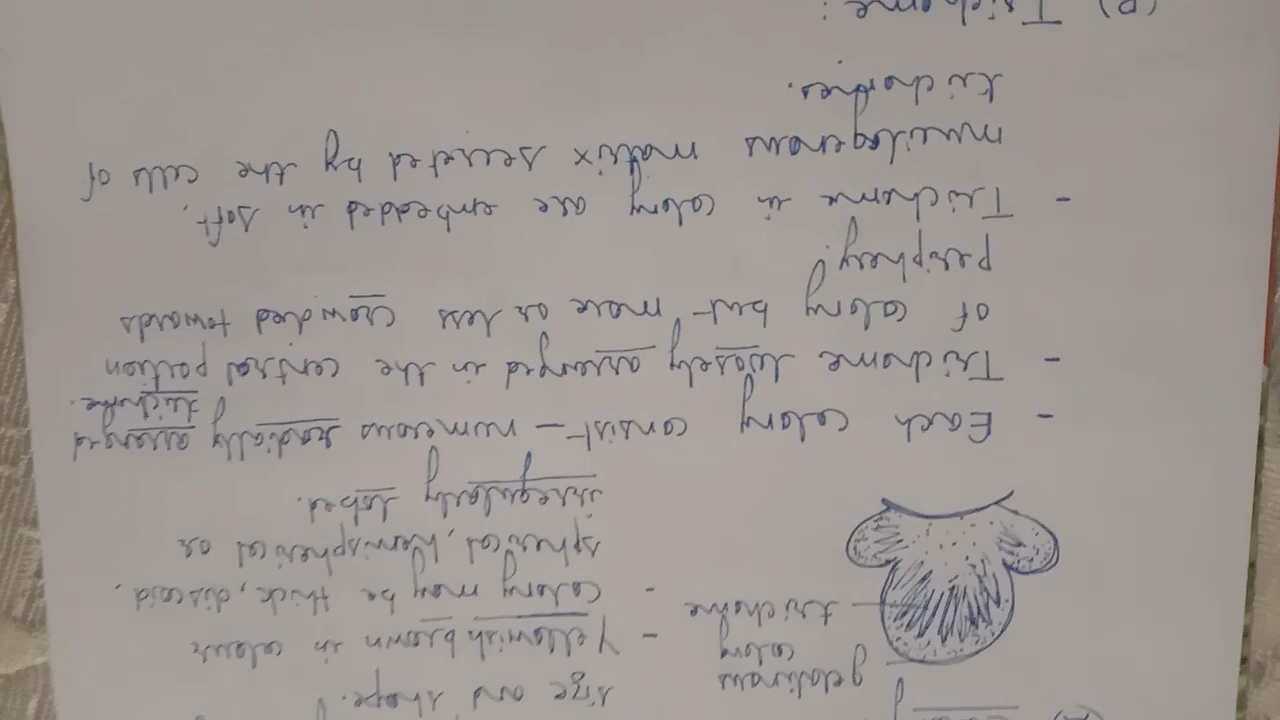 size and shape.
gelatinous
colony
trichome
- Yellowish brown in colour
- Colony may be thick, discoid,
spherical, hemispherical or
irregularly lobed.
- Each colony consist - numerous radially arranged
trichome.
- Trichome loosely arranged in the central portion
of colony but more or less crowded towards
periphery.
- Trichome in colony are embedded in soft,
mucilagenous matrix secreted by the cells of
trichomes.
(B) Trichome :